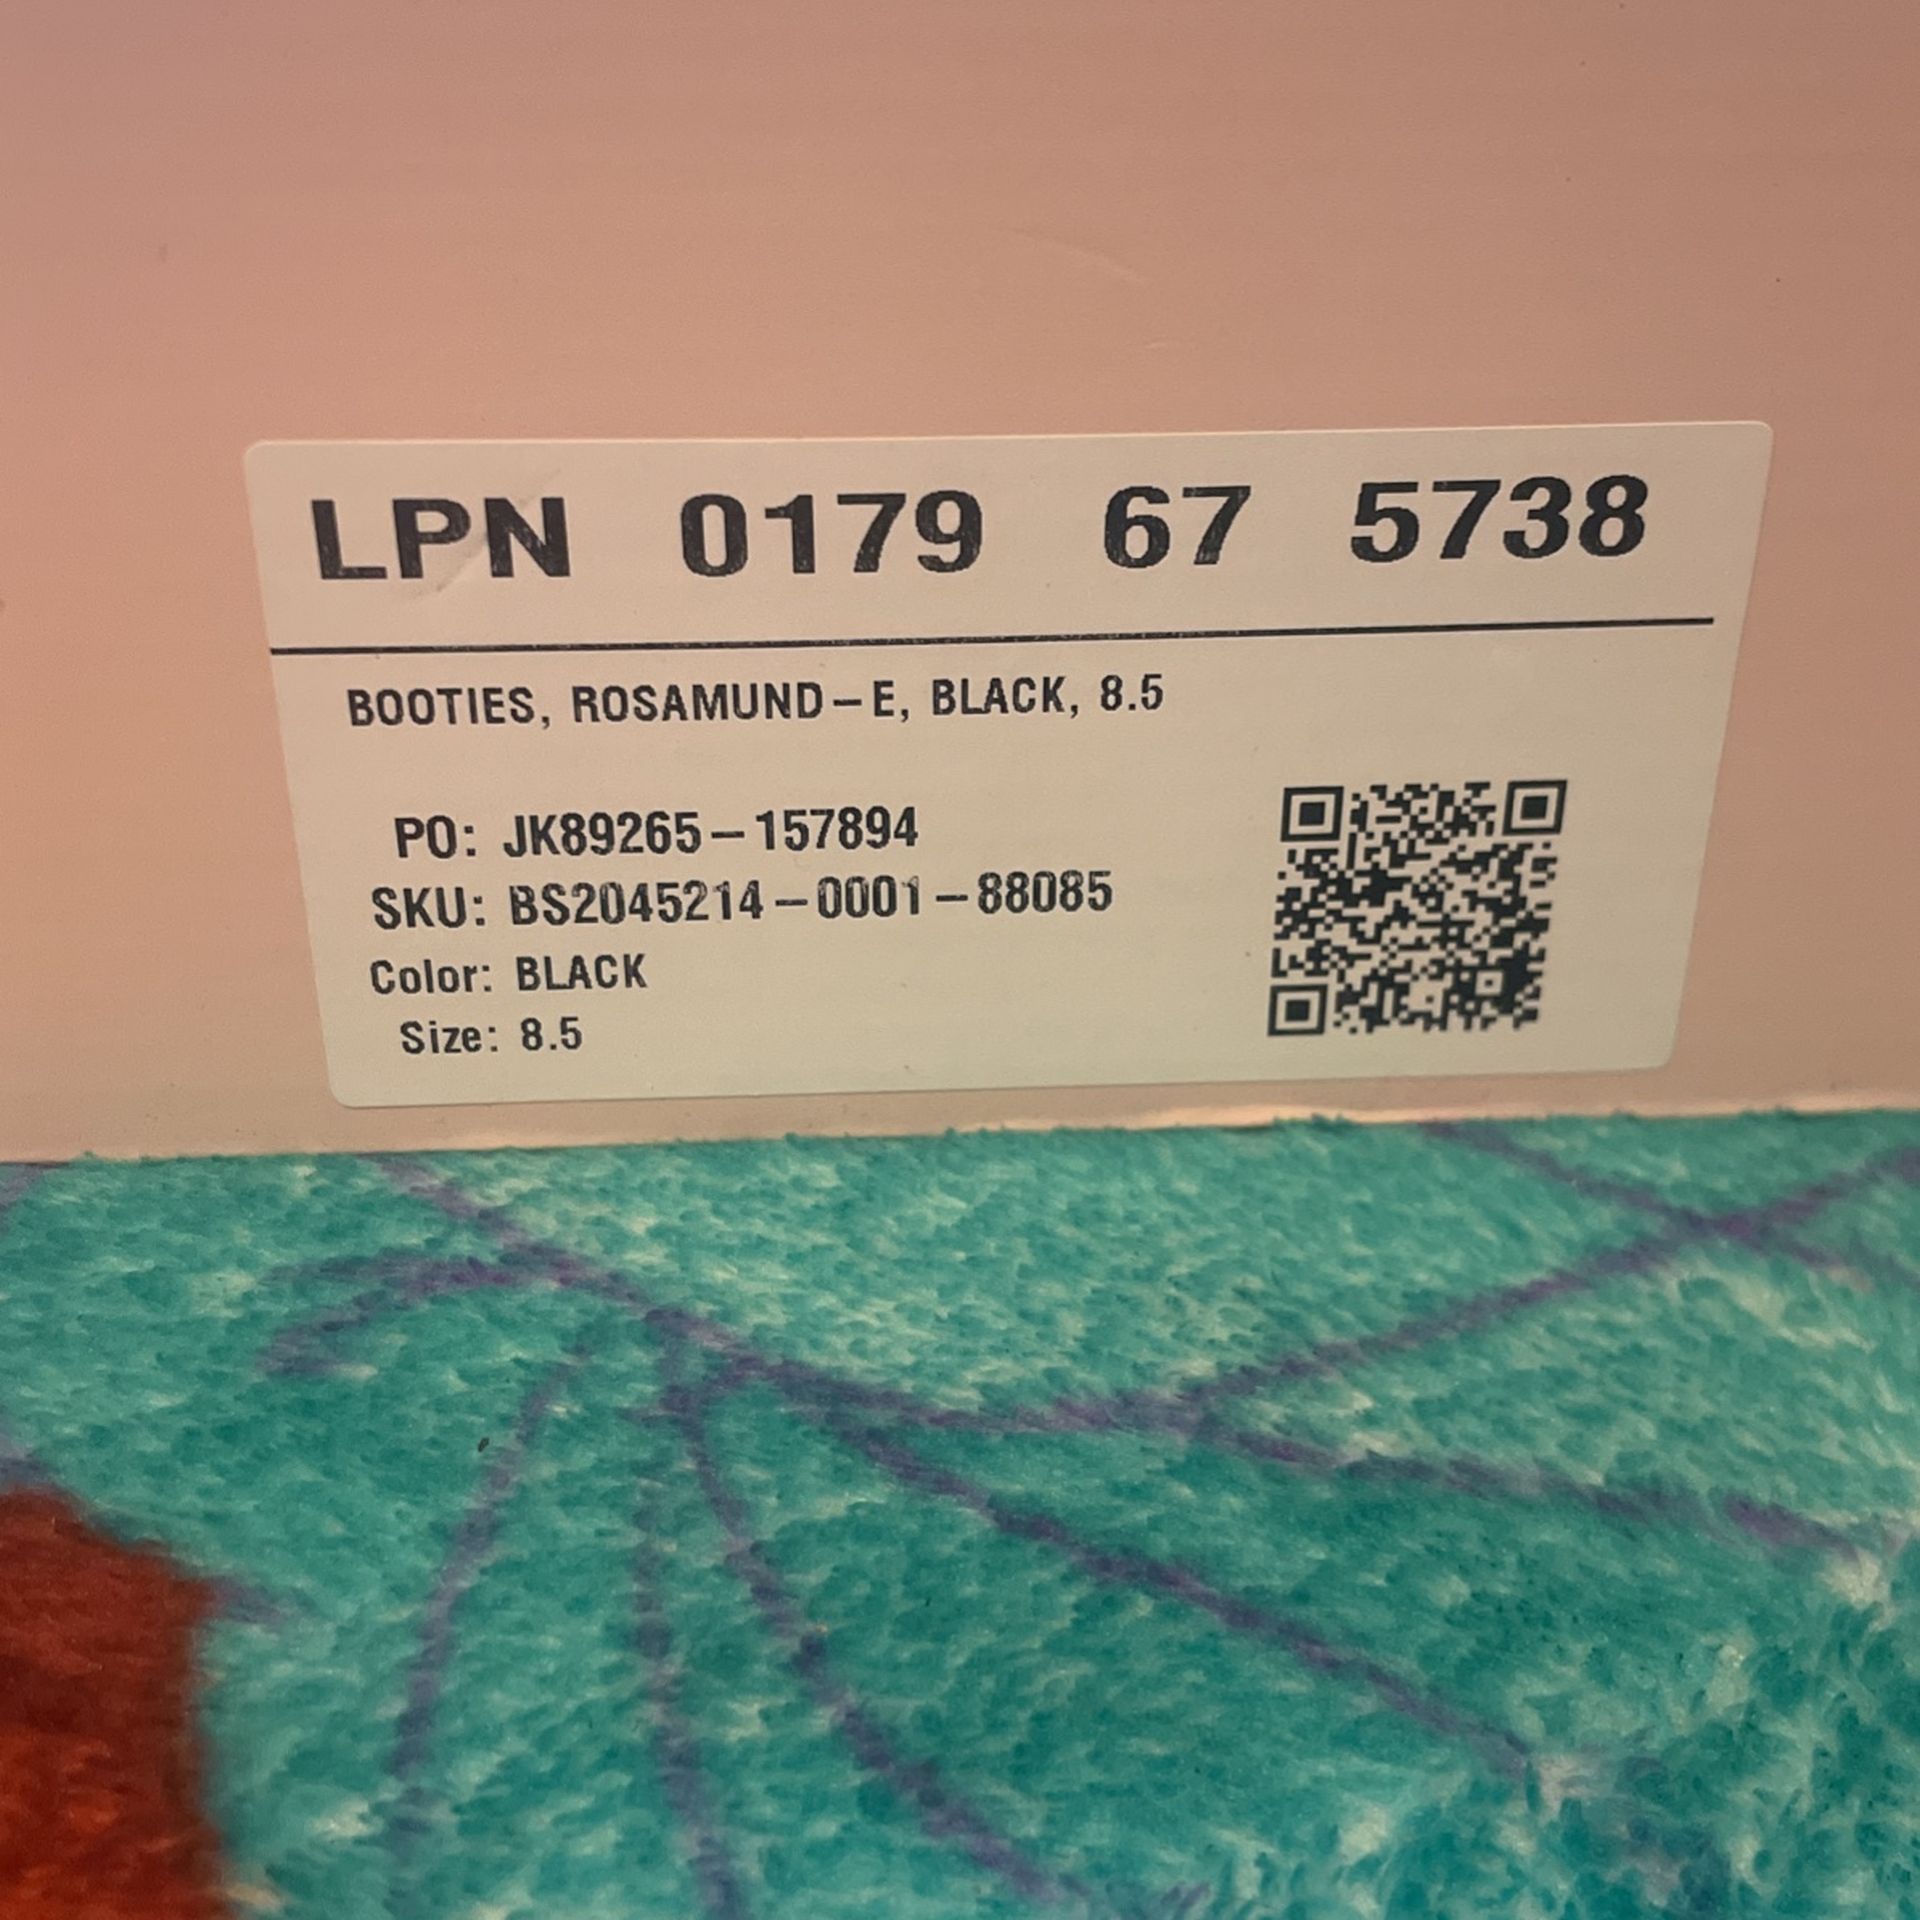 LPN 0179 67 5738
BOOTIES, ROSAMUND-E, BLACK, 8.5
PO: JK89265-157894
SKU: BS2045214-0001-88085
Color: BLACK
Size: 8.5